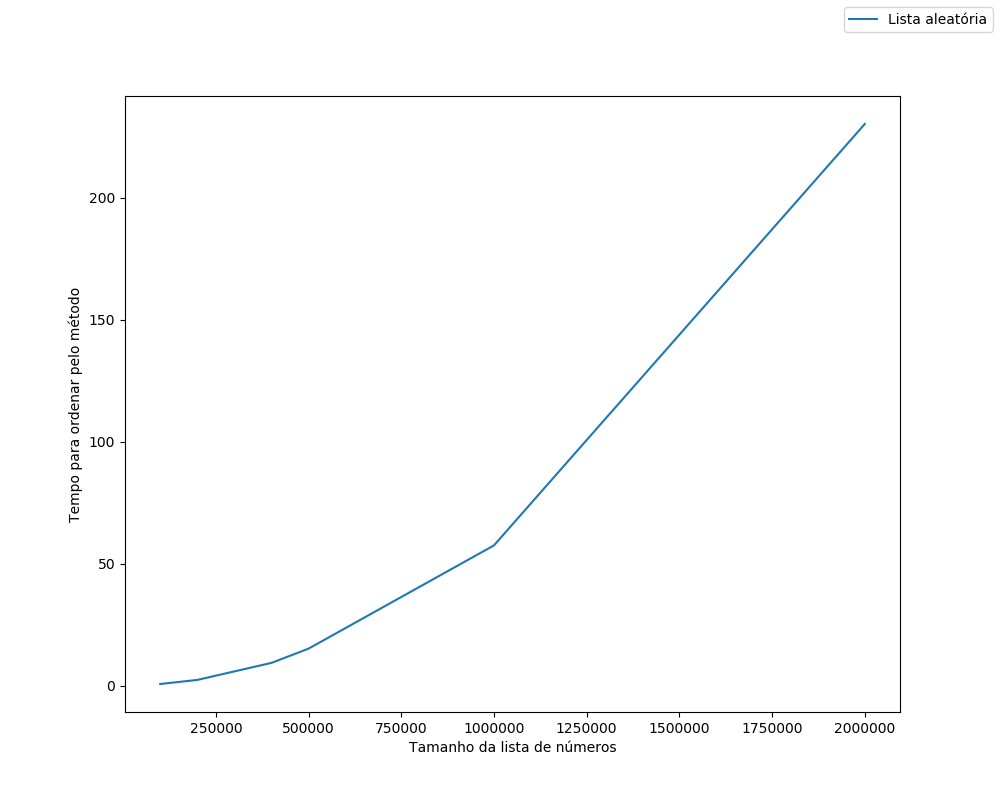 Lista aleatória
200
150
100
50
0
Tempo para ordenar pelo método
250000 500000 750000 1000000 1250000 1500000 1750000 2000000
Tamanho da lista de números